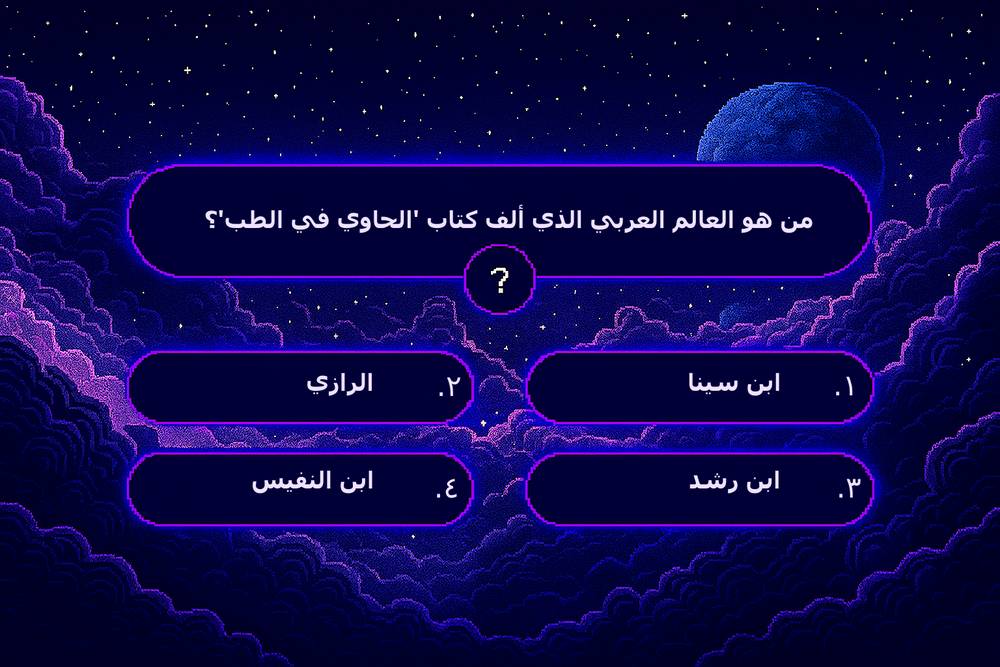 من هو العالم العربي الذي ألف كتاب 'الحاوي في الطب'؟
?
١. ابن سينا
٢. الرازي
٣. ابن رشد
٤. ابن النفيس